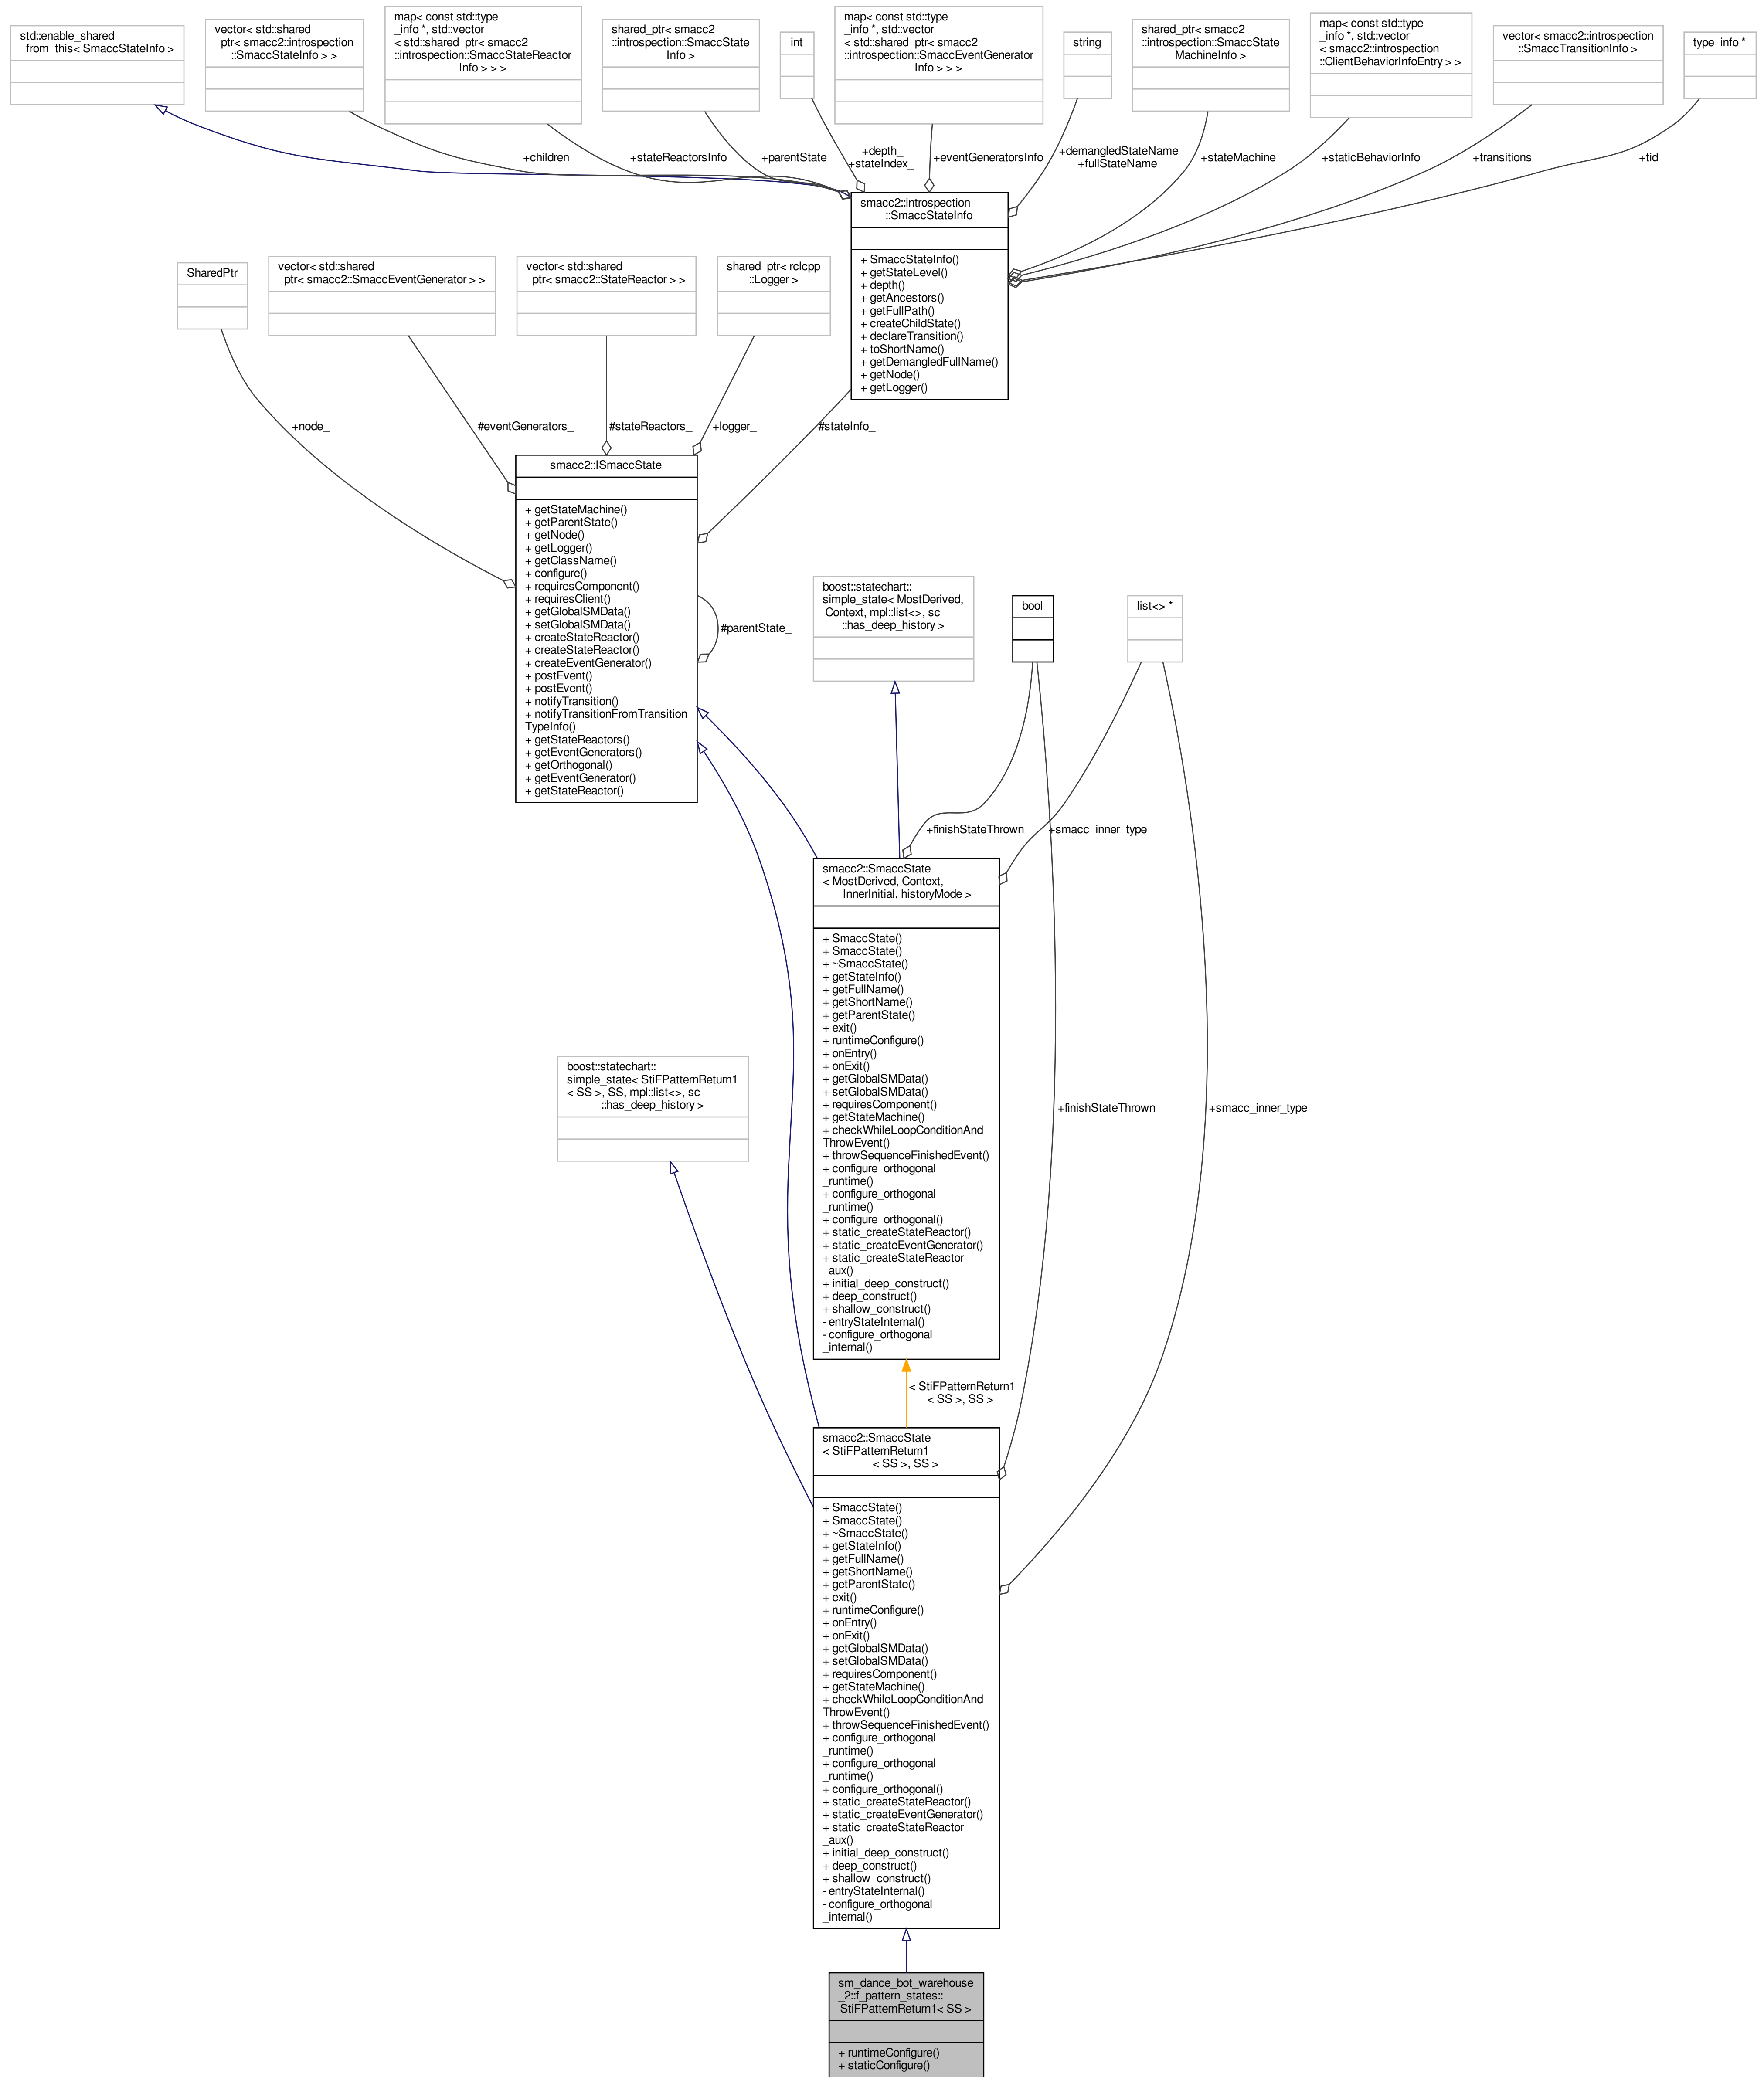 std::enable_shared
_from_this< SmaccStateInfo >
vector< std::shared
_ptr< smacc2::introspection
::SmaccStateInfo > >
map< const std::type
_info *, std::vector
< std::shared_ptr< smacc2
::introspection::SmaccStateReactor
Info > > >
shared_ptr< smacc2
::introspection::SmaccState
Info >
int
map< const std::type
_info *, std::vector
< std::shared_ptr< smacc2
::introspection::SmaccEventGenerator
Info > > >
string
shared_ptr< smacc2
::introspection::SmaccState
MachineInfo >
map< const std::type
_info *, std::vector
< smacc2::introspection
::ClientBehaviorInfoEntry > >
vector< smacc2::introspection
::SmaccTransitionInfo >
type_info *
+children_
+stateReactorsInfo
+parentState_
+depth_
+stateIndex_
+eventGeneratorsInfo
+demangledStateName
+fullStateName
+stateMachine_
+staticBehaviorInfo
+transitions_
+tid_
smacc2::introspection
::SmaccStateInfo
+ SmaccStateInfo()
+ getStateLevel()
+ depth()
+ getAncestors()
+ getFullPath()
+ createChildState()
+ declareTransition()
+ toShortName()
+ getDemangledFullName()
+ getNode()
+ getLogger()
SharedPtr
vector< std::shared
_ptr< smacc2::SmaccEventGenerator > >
vector< std::shared
_ptr< smacc2::StateReactor > >
shared_ptr< rclcpp
::Logger >
+node_
#eventGenerators_
#stateReactors_
+logger_
#stateInfo_
smacc2::ISmaccState
+ getStateMachine()
+ getParentState()
+ getNode()
+ getLogger()
+ getClassName()
+ configure()
+ requiresComponent()
+ requiresClient()
+ getGlobalSMData()
+ setGlobalSMData()
+ createStateReactor()
+ createStateReactor()
+ createEventGenerator()
+ postEvent()
+ postEvent()
+ notifyTransition()
+ notifyTransitionFromTransition
TypeInfo()
+ getStateReactors()
+ getEventGenerators()
+ getOrthogonal()
+ getEventGenerator()
+ getStateReactor()
#parentState_
boost::statechart::
simple_state< MostDerived,
Context, mpl::list<>, sc
::has_deep_history >
bool
list<> *
+finishStateThrown
+smacc_inner_type
smacc2::SmaccState
< MostDerived, Context,
InnerInitial, historyMode >
+ SmaccState()
+ SmaccState()
+ ~SmaccState()
+ getStateInfo()
+ getFullName()
+ getShortName()
+ getParentState()
+ exit()
+ runtimeConfigure()
+ onEntry()
+ onExit()
+ getGlobalSMData()
+ setGlobalSMData()
+ requiresComponent()
+ getStateMachine()
+ checkWhileLoopConditionAnd
ThrowEvent()
+ throwSequenceFinishedEvent()
+ configure_orthogonal
_runtime()
+ configure_orthogonal
_runtime()
+ configure_orthogonal()
+ static_createStateReactor()
+ static_createEventGenerator()
+ static_createStateReactor
_aux()
+ initial_deep_construct()
+ deep_construct()
+ shallow_construct()
- entryStateInternal()
- configure_orthogonal
_internal()
boost::statechart::
simple_state< StiFPatternReturn1
< SS >, SS, mpl::list<>, sc
::has_deep_history >
+finishStateThrown
+smacc_inner_type
< StiFPatternReturn1
< SS >, SS >
smacc2::SmaccState
< StiFPatternReturn1
< SS >, SS >
+ SmaccState()
+ SmaccState()
+ ~SmaccState()
+ getStateInfo()
+ getFullName()
+ getShortName()
+ getParentState()
+ exit()
+ runtimeConfigure()
+ onEntry()
+ onExit()
+ getGlobalSMData()
+ setGlobalSMData()
+ requiresComponent()
+ getStateMachine()
+ checkWhileLoopConditionAnd
ThrowEvent()
+ throwSequenceFinishedEvent()
+ configure_orthogonal
_runtime()
+ configure_orthogonal
_runtime()
+ configure_orthogonal()
+ static_createStateReactor()
+ static_createEventGenerator()
+ static_createStateReactor
_aux()
+ initial_deep_construct()
+ deep_construct()
+ shallow_construct()
- entryStateInternal()
- configure_orthogonal
_internal()
sm_dance_bot_warehouse
_2::f_pattern_states::
StiFPatternReturn1< SS >
+ runtimeConfigure()
+ staticConfigure()